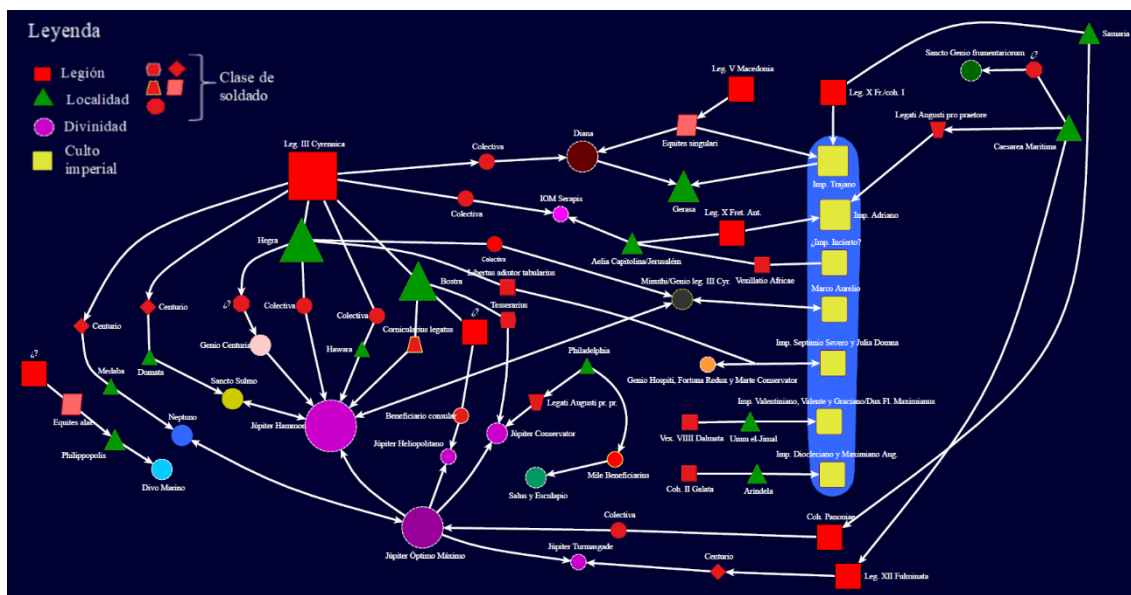 Leyenda
Legión
Localidad
Divinidad
Culto
imperial
Clase de
soldado
Samaria
Sancto Genio frumentariorum
¿?
Leg. V Macedonia
Leg. X Fr./coh. I
Legati Augusti pro praetore
Caesarea Marítima
Diana
Equites singulari
Leg. III Cyrenaica
Colectiva
Imp. Trajano
Colectiva
IOM Serapis
Gerasa
Leg. X Fret. Ant.
Imp. Adriano
Hegra
¿Imp. Incierto?
Colectiva
Aelia Capitolina/Jerusalém
Vexillatio Africae
Libertus adiutor tabularius
Minuthi/Genio leg. III Cyr.
Marco Aurelio
Bostra
Tesserarius
¿?
Colectiva
Colectiva
¿?
Centurio
Centurio
Cornicularius legatus
Imp. Septimio Severo y Julia Domna
Genio Centuria
Hawara
Philadelphia
¿?
Dumata
Genio Hospiti, Fortuna Redux y Marte Conservator
Medaba
Sancto Sulmo
Imp. Valentiniano, Valente y Graciano/Dux Fl. Maximianus
Equites alae
Neptuno
Júpiter Hammon
Beneficiario consular
Legati Augusti pr. pr.
Vex. VIIII Dalmata
Umm el-Jimal
Júpiter Heliopolitano
Júpiter Conservator
Imp. Diocleciano y Maximiano Aug.
Philippopolis
Divo Marino
Salus y Esculapio
Mile Beneficiarius
Coh. II Galata
Arindela
Colectiva
Coh. Panoniae
Júpiter Óptimo Máximo
Júpiter Turmasgade
Centurio
Leg. XII Fulminata